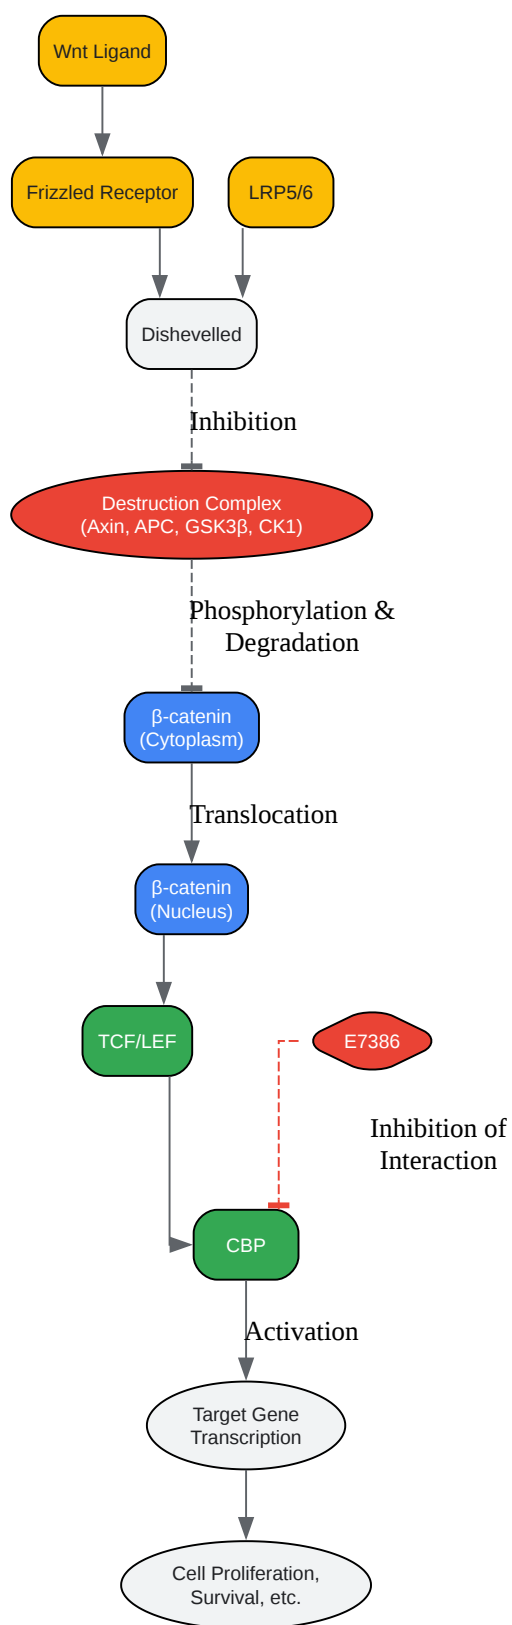 Wnt Ligand
Frizzled Receptor
LRP5/6
Dishevelled
Inhibition
Destruction Complex
(Axin, APC, GSK3β, CK1)
Phosphorylation &
Degradation
β-catenin
(Cytoplasm)
Translocation
β-catenin
(Nucleus)
TCF/LEF
E7386
Inhibition of
Interaction
CBP
Activation
Target Gene
Transcription
Cell Proliferation,
Survival, etc.